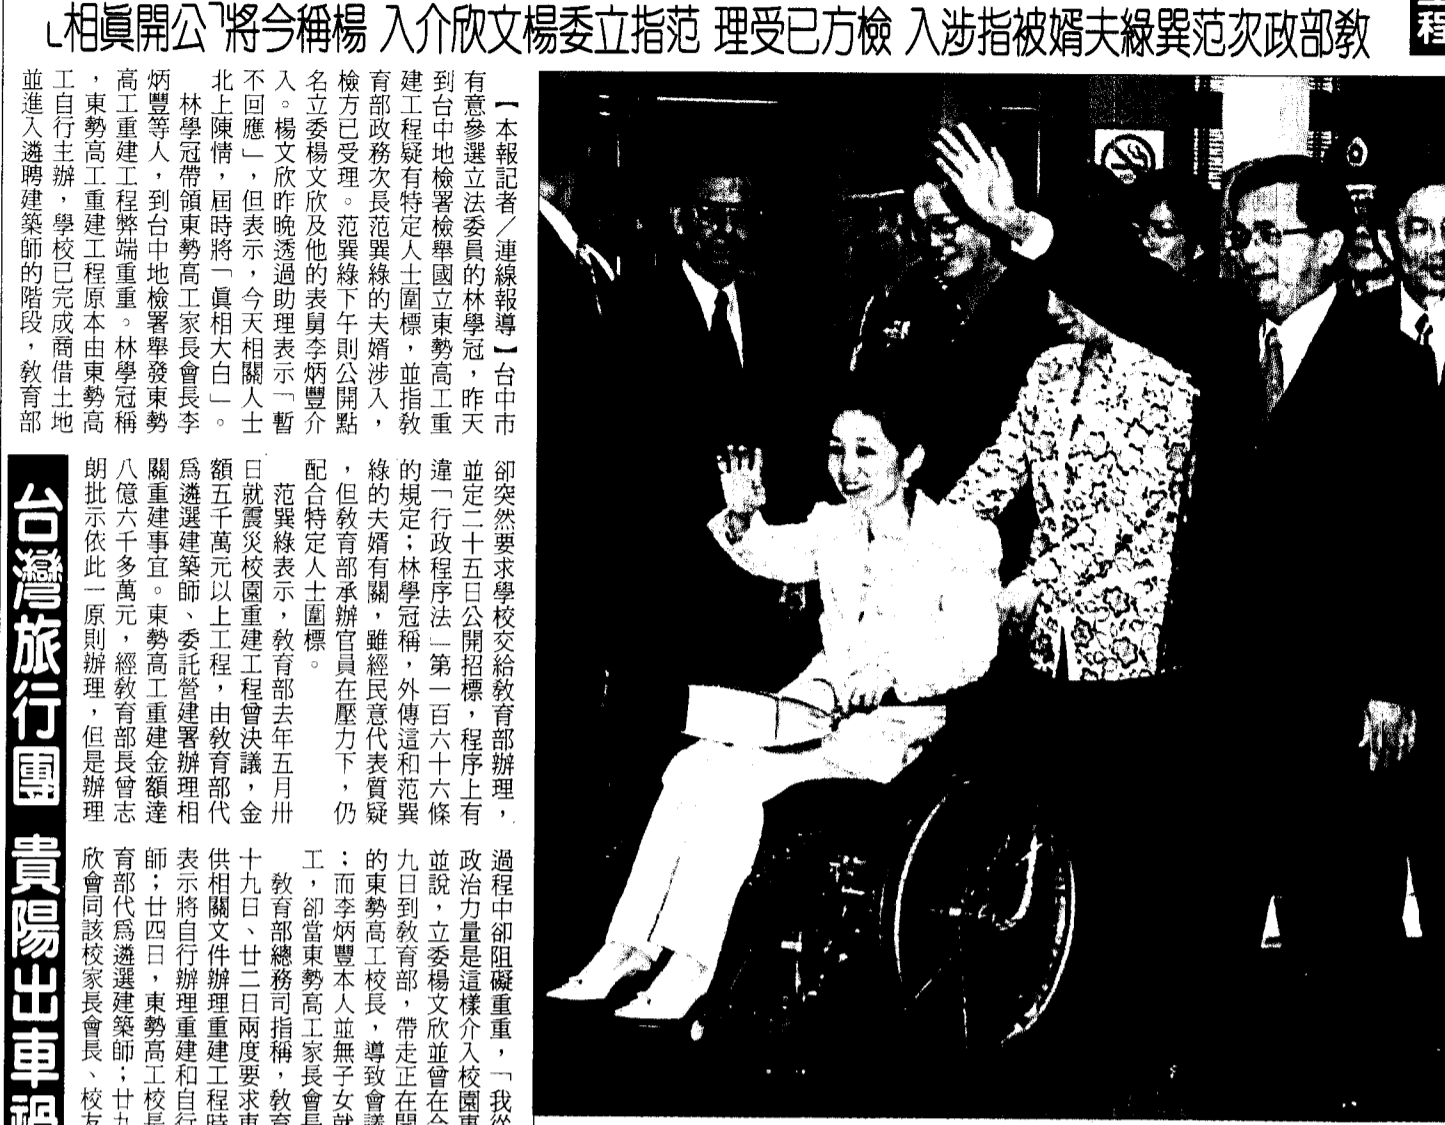 教部政次范巽綠夫婿被指涉入 檢方已受理 范指立委楊文欣介入 楊稱今將「公開真相」
程
【本報記者／連線報導】台中市
有意參選立法委員的林學冠，昨天
到台中地檢署檢舉國立東勢高工重
建工程疑有特定人士圍標，並指教
育部政務次長范巽綠的夫婿涉入，
檢方已受理。范巽綠下午則公開點
名立委楊文欣及他的表舅李炳豐介
入。楊文欣昨晚透過助理表示「暫
不回應」，但表示，今天相關人士
北上陳情，屆時將「眞相大白」。
林學冠帶領東勢高工家長會長李
炳豐等人，到台中地檢署舉發東勢
高工重建工程弊端重重。林學冠稱
，東勢高工重建工程原本由東勢高
工自行主辦，學校已完成商借土地
並進入遴聘建築師的階段，教育部
卻突然要求學校交給教育部辦理，
並定二十五日公開招標，程序上有
違「行政程序法」第一百六十六條
的規定；林學冠稱，外傳這和范巽
綠的夫婿有關，雖經民意代表質疑
，但教育部承辦官員在壓力下，仍
配合特定人士圍標。
范巽綠表示，教育部去年五月卅
日就震災校園重建工程曾決議，金
額五千萬元以上工程，由教育部代
爲遴選建築師、委託營建署辦理相
關重建事宜。東勢高工重建金額達
八億六千多萬元，經教育部長曾志
朗批示依此一原則辦理，但是辦理
過程中卻阻礙重重，「我從
政治力量是這樣介入校園事
並說，立委楊文欣並曾在今
九日到教育部，帶走正在開
的東勢高工校長，導致會議
；而李炳豐本人並無子女就
工，卻當東勢高工家長會長
教育部總務司指稱，教育
十九日、廿二日兩度要求東
供相關文件辦理重建工程時
表示將自行辦理重建和自行
師；廿四日，東勢高工校長
育部代爲遴選建築師；廿九
欣會同該校家長會長、校友
台灣旅行團 貴陽出車禍